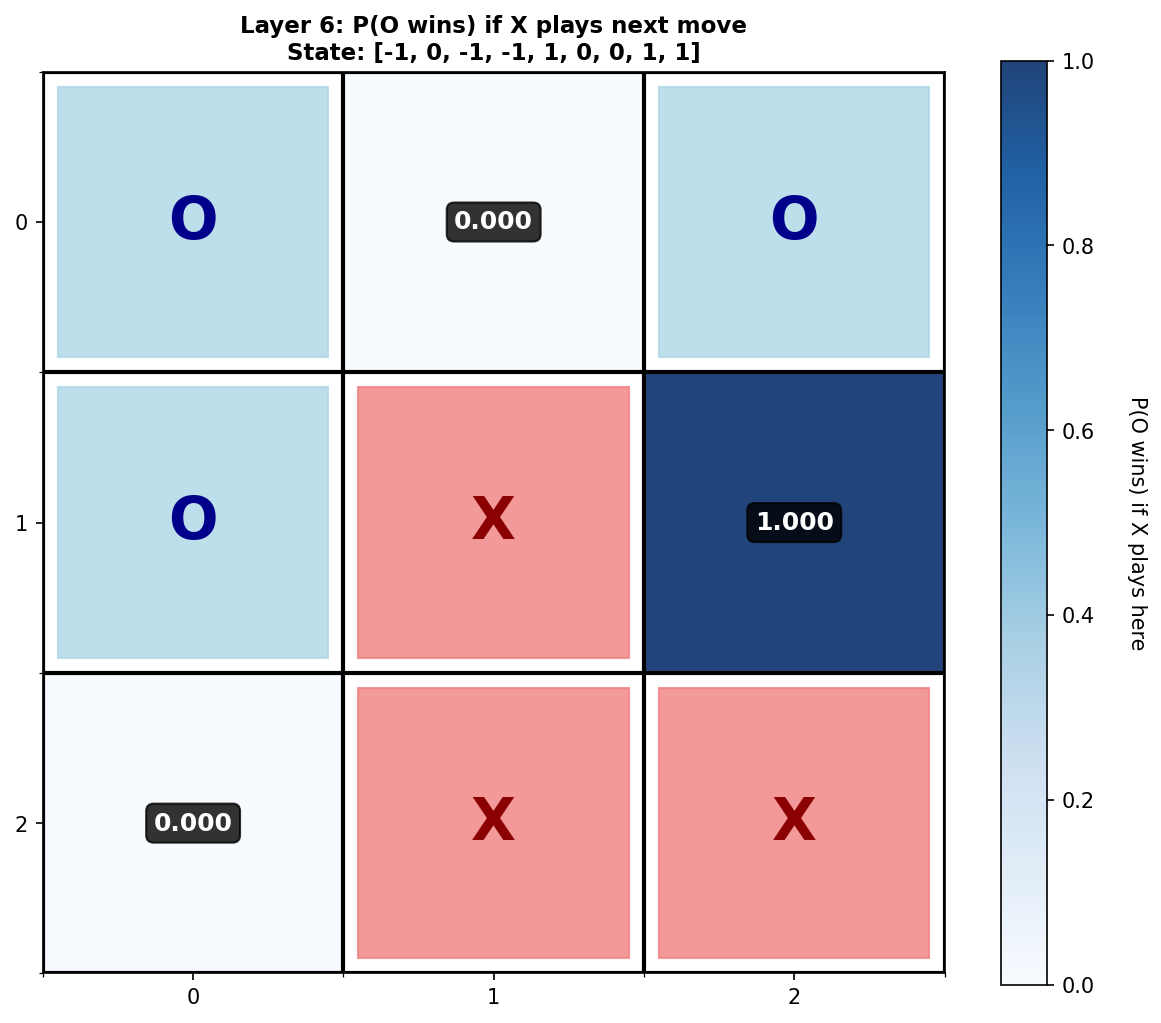 Layer 6: P(O wins) if X plays next move
State: [-1, 0, -1, -1, 1, 0, 0, 1, 1]
O
0.000
O
0
O
X
1.000
1
0.000
X
X
2
0
1
2
1.0
0.8
0.6
0.4
0.2
0.0
P(O wins) if X plays here